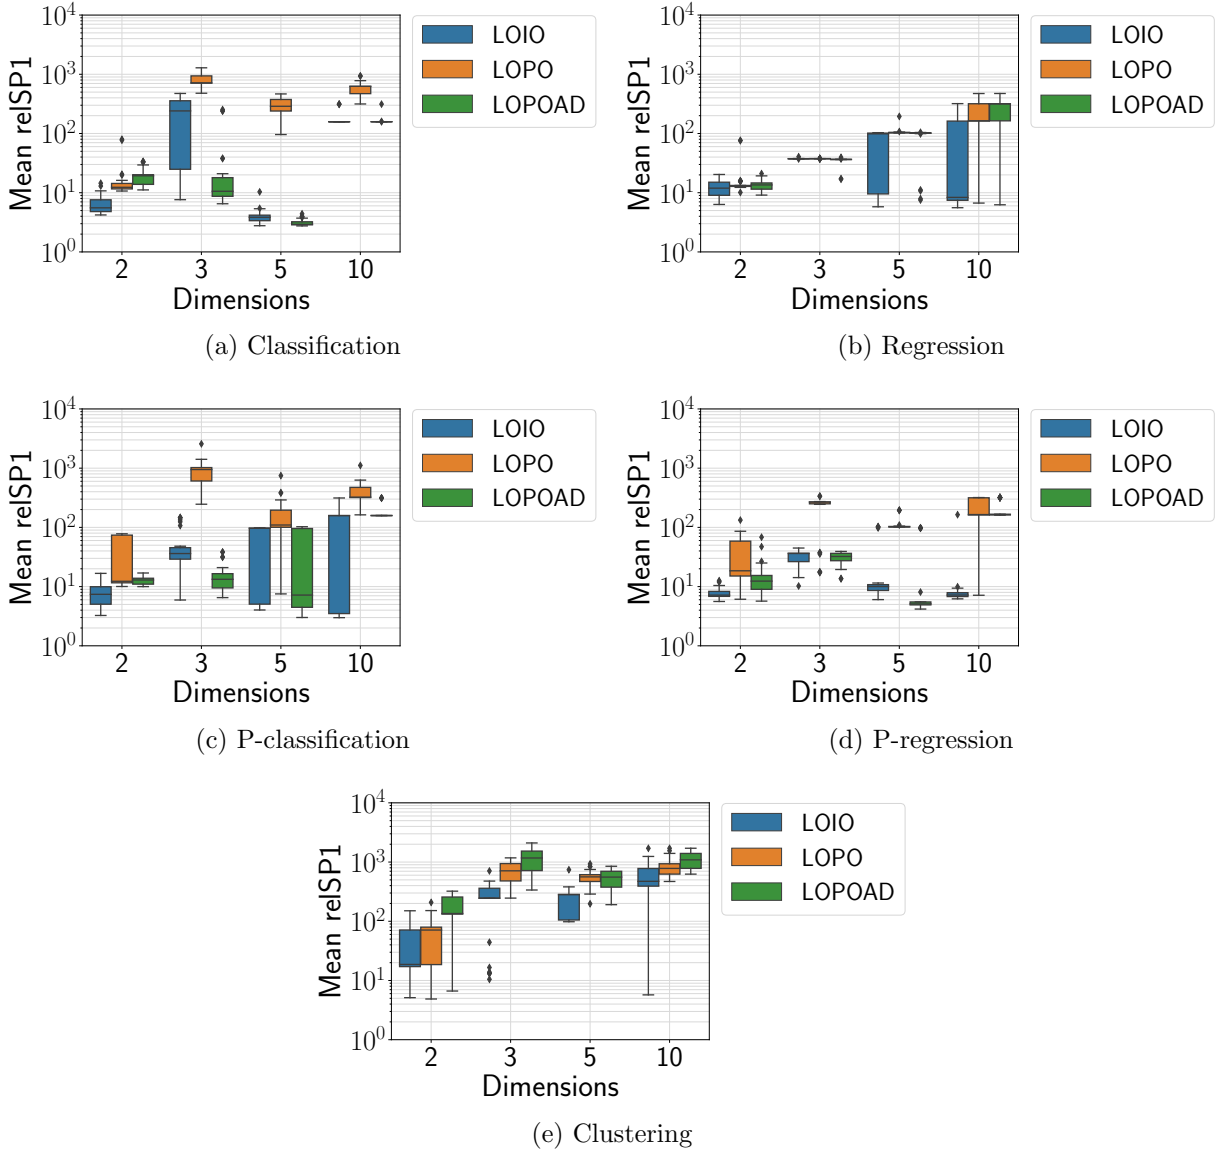 10^4
10^3
10^2
10^1
10^0
Mean relSP1
2 3 5 10
Dimensions
LOIO
LOPO
LOPOAD
(a) Classification
10^4
10^3
10^2
10^1
10^0
Mean relSP1
2 3 5 10
Dimensions
LOIO
LOPO
LOPOAD
(b) Regression
10^4
10^3
10^2
10^1
10^0
Mean relSP1
2 3 5 10
Dimensions
LOIO
LOPO
LOPOAD
(c) P-classification
10^4
10^3
10^2
10^1
10^0
Mean relSP1
2 3 5 10
Dimensions
LOIO
LOPO
LOPOAD
(d) P-regression
10^4
10^3
10^2
10^1
10^0
Mean relSP1
2 3 5 10
Dimensions
LOIO
LOPO
LOPOAD
(e) Clustering